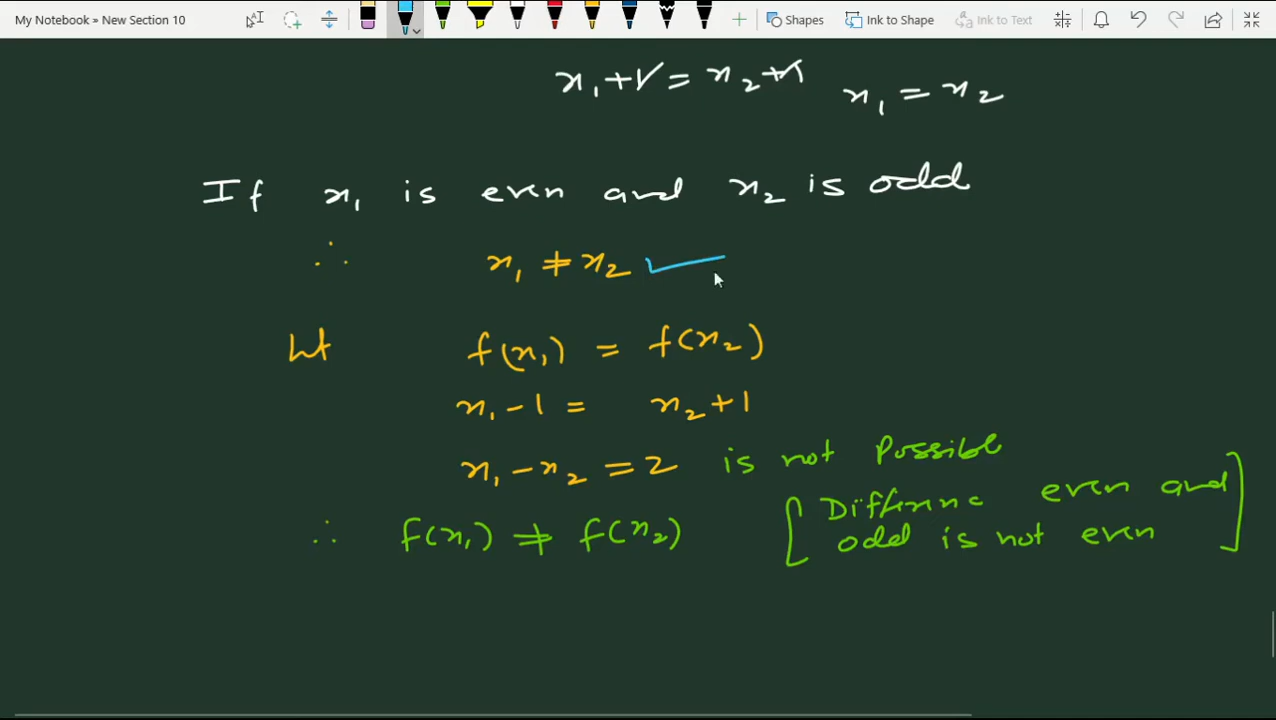 My Notebook » New Section 10
Shapes
Ink to Shape
Ink to Text
x₁+1 = x₂+1 x₁ = x₂
If x₁ is even and x₂ is odd
∴ x₁ ≠ x₂
let f(x₁) = f(x₂)
x₁-1 = x₂+1
x₁-x₂ = 2 is not possible
∴ f(x₁) ≠ f(x₂) [Difference even and
odd is not even]